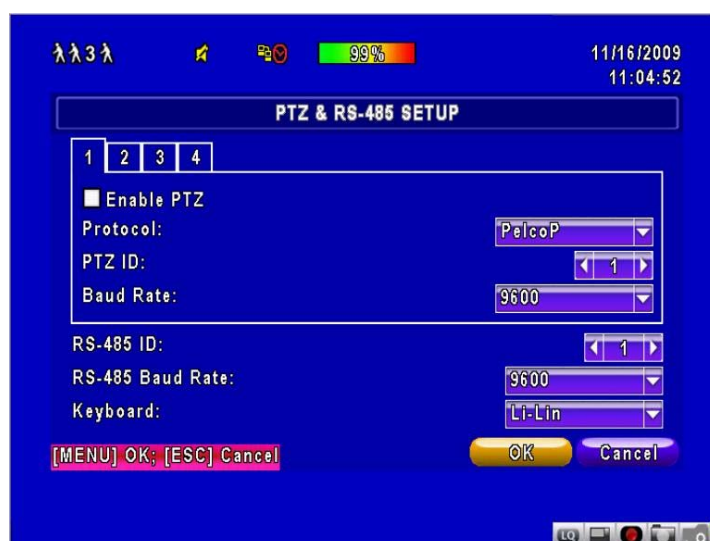 3 99% 11/16/2009
11:04:52
PTZ & RS-485 SETUP
1 2 3 4
Enable PTZ
Protocol: PelcoP
PTZ ID: 1
Baud Rate: 9600
RS-485 ID: 1
RS-485 Baud Rate: 9600
Keyboard: Li-Lin
[MENU] OK; [ESC] Cancel OK Cancel
LQ